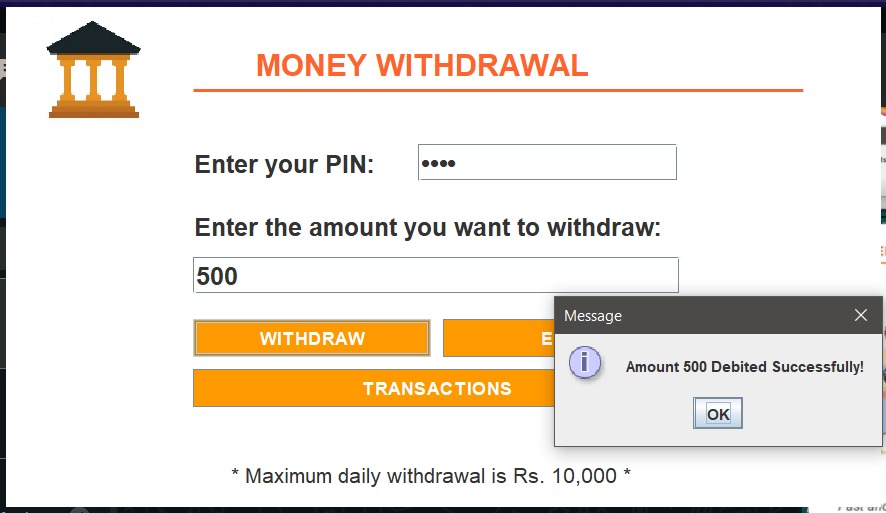 MONEY WITHDRAWAL
Enter your PIN:
Enter the amount you want to withdraw:
500
WITHDRAW
E
TRANSACTIONS
Message
Amount 500 Debited Successfully!
OK
* Maximum daily withdrawal is Rs. 10,000 *